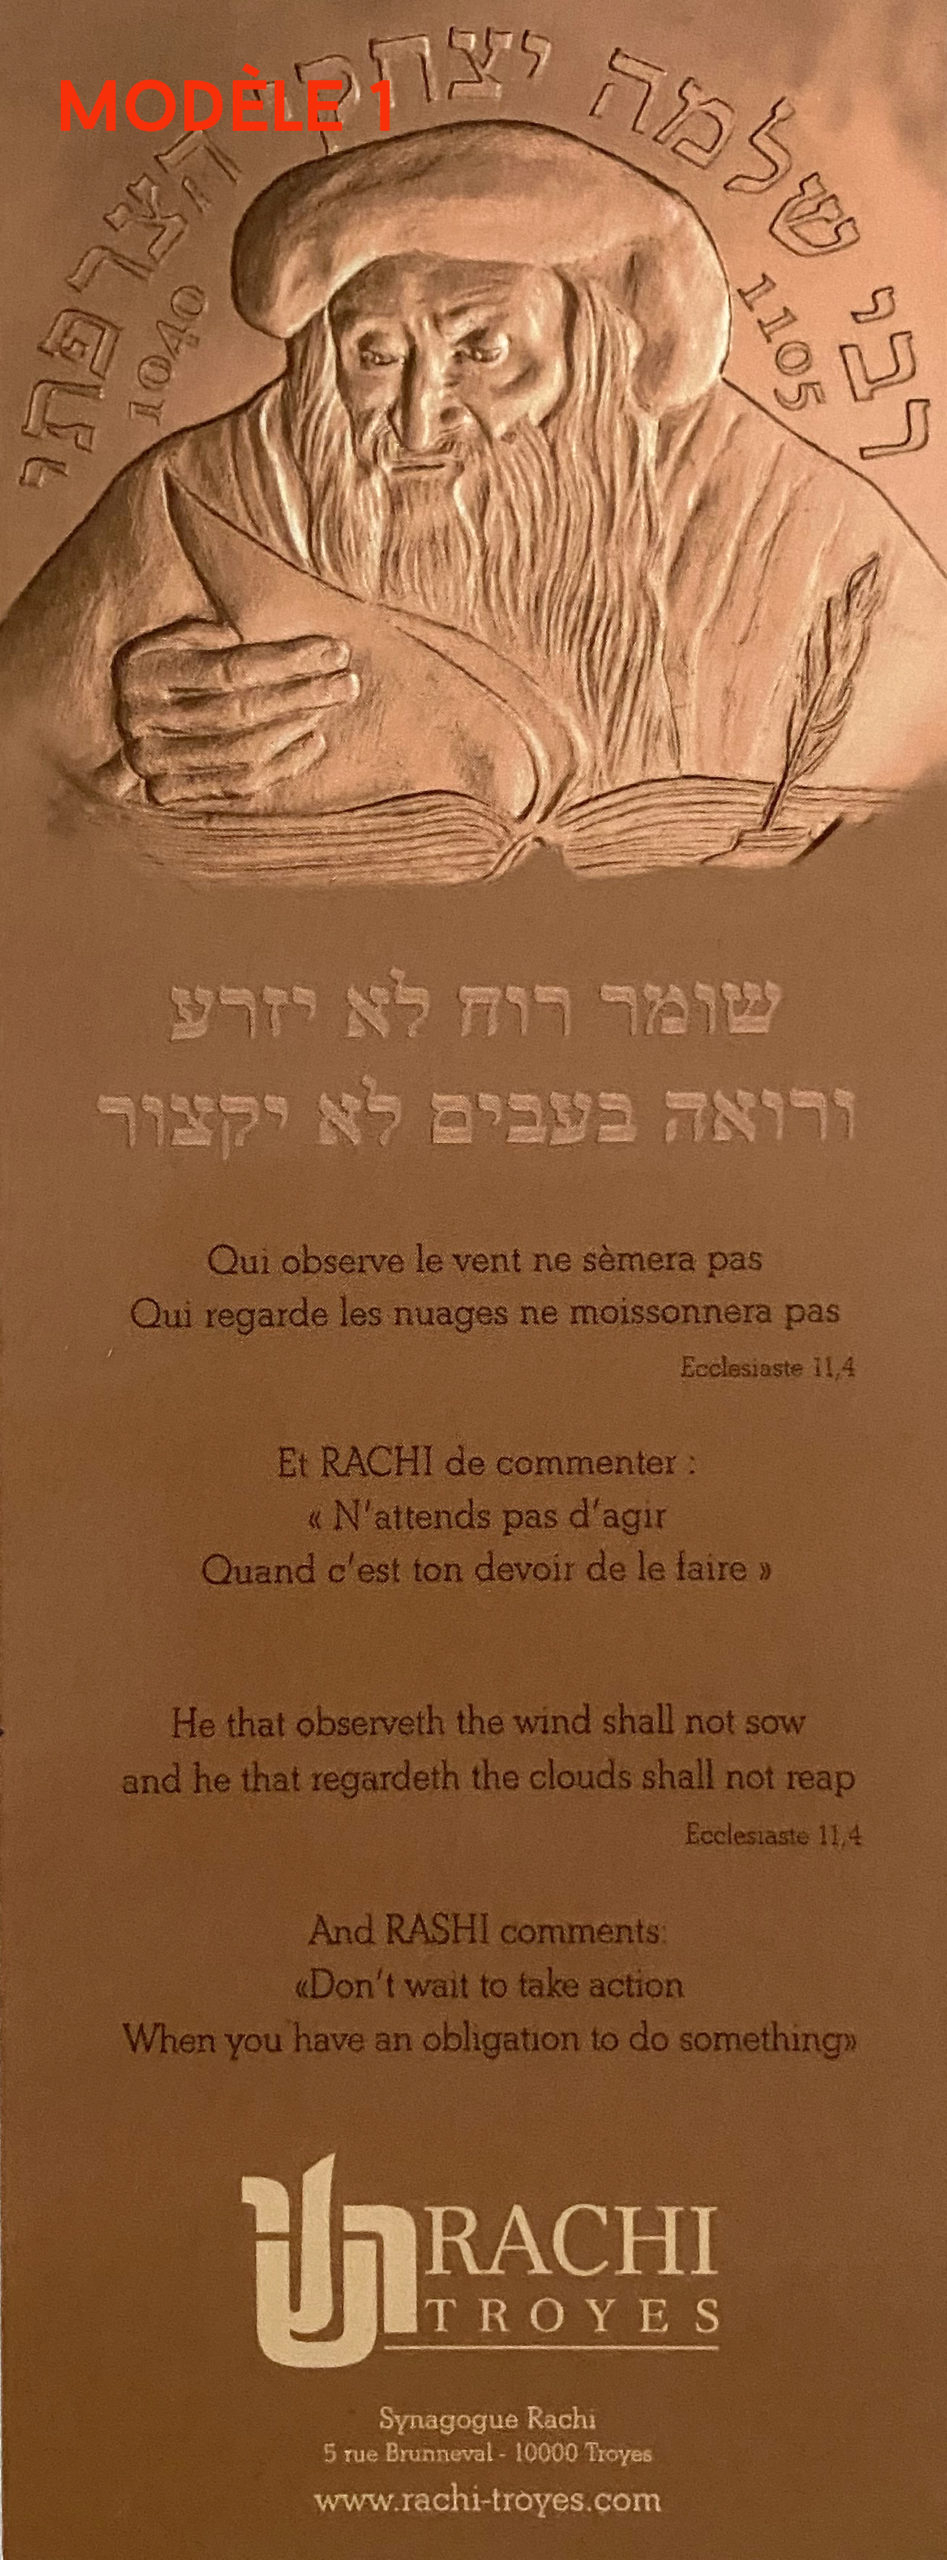 MODÈLE 1
רבי שלמה יצחקי הצרפתי
1040
1105
שומר רוח לא יזרע
ורואה בעבים לא יקצור
Qui observe le vent ne sèmera pas
Qui regarde les nuages ne moissonnera pas
Ecclesiaste 11,4
Et RACHI de commenter :
« N'attends pas d'agir
Quand c'est ton devoir de le faire »
He that observeth the wind shall not sow
and he that regardeth the clouds shall not reap
Ecclesiaste 11,4
And RASHI comments:
«Don't wait to take action
When you have an obligation to do something»
RACHI
TROYES
Synagogue Rachi
5 rue Brunneval - 10000 Troyes
www.rachi-troyes.com